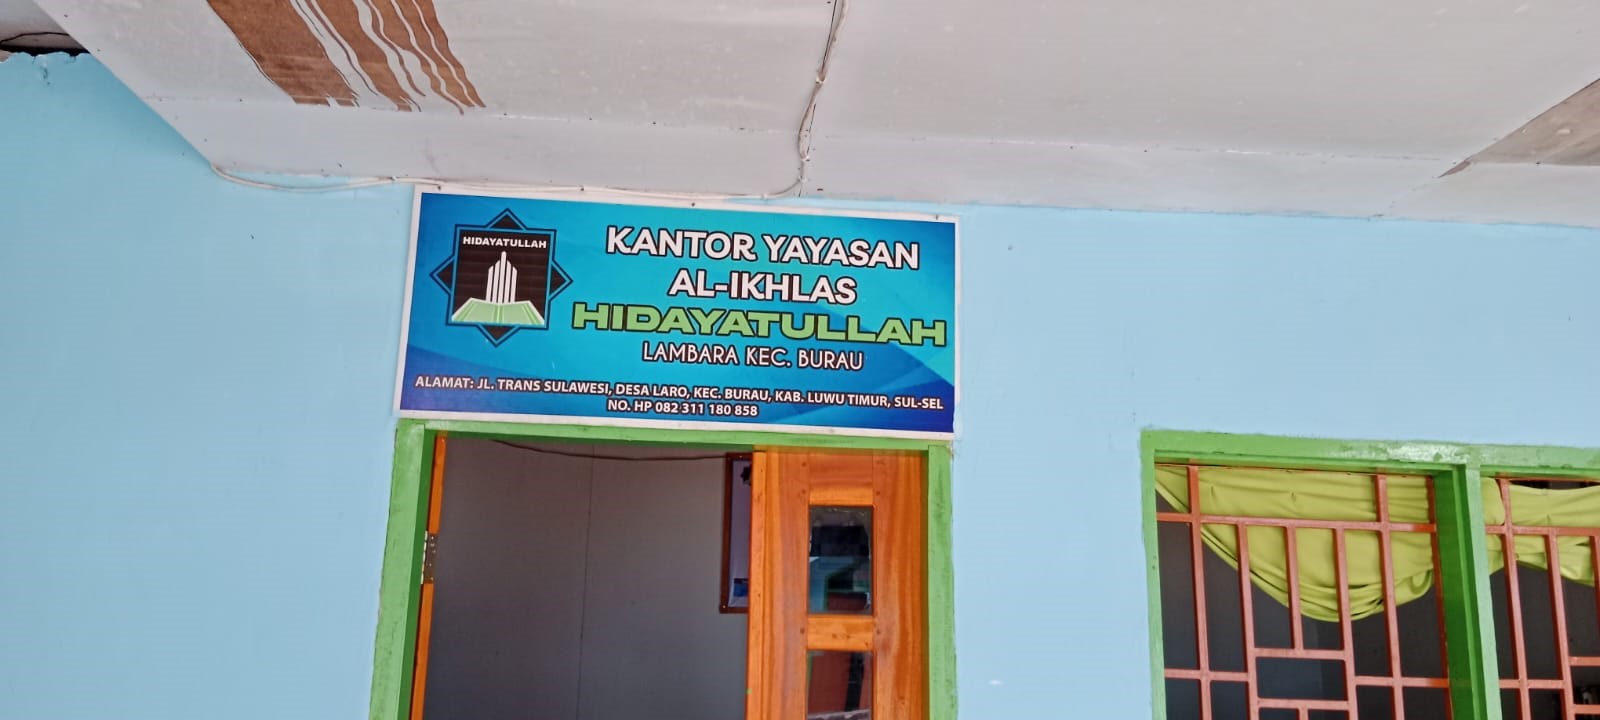 HIDAYATULLAH
KANTOR YAYASAN
AL-IKHLAS
HIDAYATULLAH
LAMBARA KEC. BURAU
ALAMAT: JL. TRANS SULAWESI, DESA LARO, KEC. BURAU, KAB. LUWU TIMUR, SUL-SEL
NO. HP 082 311 180 858